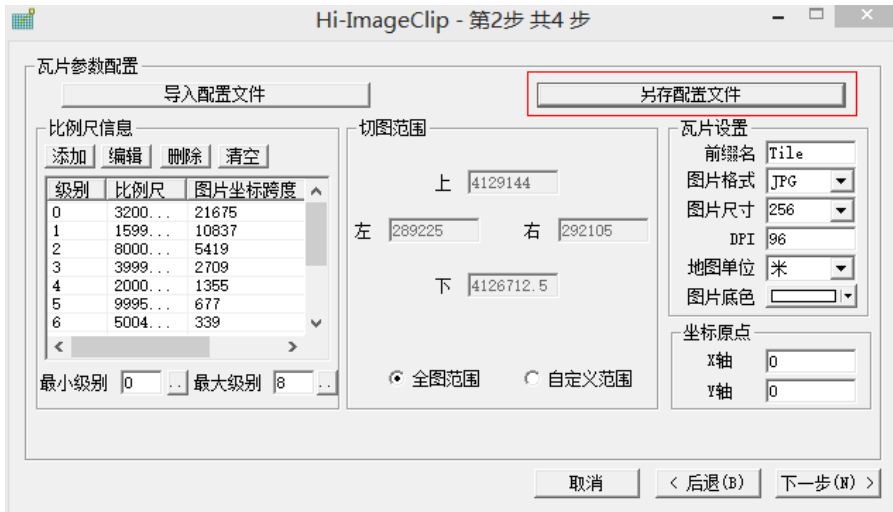 Hi-ImageClip - 第2步 共4 步
瓦片参数配置
导入配置文件
另存配置文件
比例尺信息
添加 编辑 删除 清空
级别 比例尺 图片坐标跨度
0 3200... 21675
1 1599... 10837
2 8000... 5419
3 3999... 2709
4 2000... 1355
5 9995... 677
6 5004... 339
最小级别 0 .. 最大级别 8 ..
切图范围
上 4129144
左 289225 右 292105
下 4126712.5
全图范围 自定义范围
瓦片设置
前缀名 Tile
图片格式 JPG
图片尺寸 256
DPI 96
地图单位 米
图片底色
坐标原点
X轴 0
Y轴 0
取消 < 后退(B) 下一步(N) >